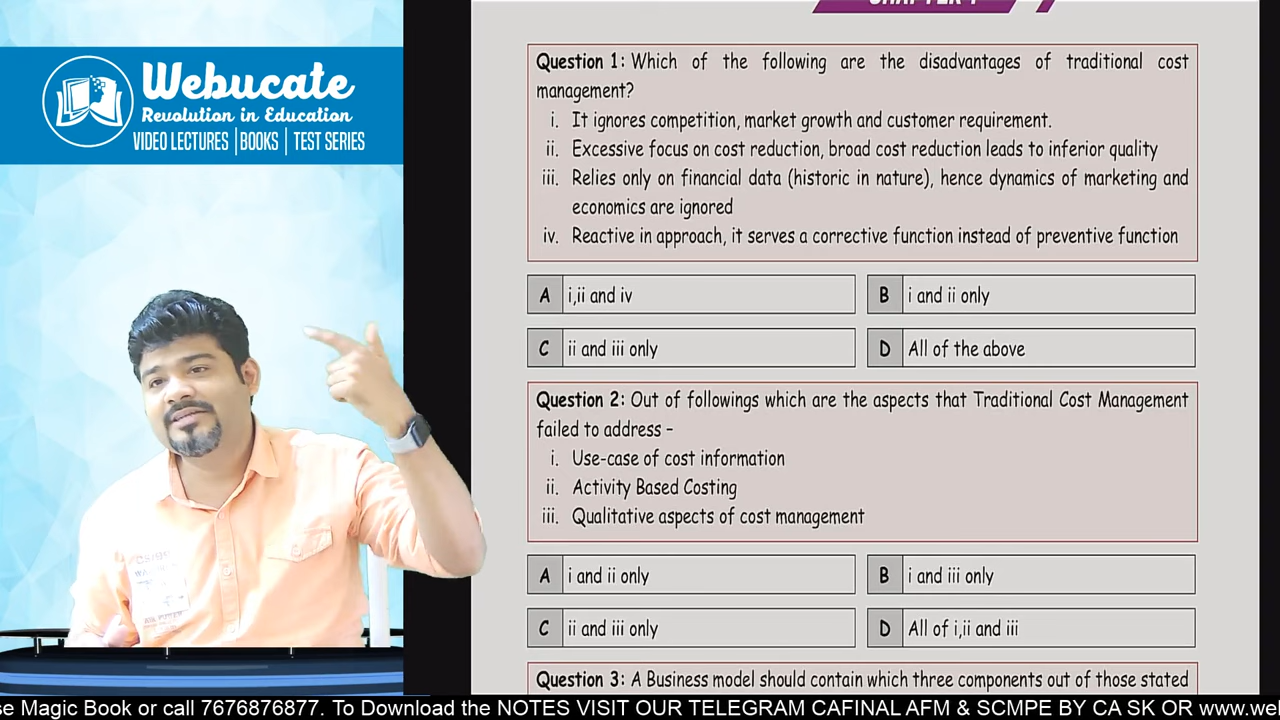 Webucate
Revolution in Education
VIDEO LECTURES | BOOKS | TEST SERIES
Question 1: Which of the following are the disadvantages of traditional cost
management?
i. It ignores competition, market growth and customer requirement.
ii. Excessive focus on cost reduction, broad cost reduction leads to inferior quality
iii. Relies only on financial data (historic in nature), hence dynamics of marketing and
economics are ignored
iv. Reactive in approach, it serves a corrective function instead of preventive function
A i,ii and iv
B i and ii only
C ii and iii only
D All of the above
Question 2: Out of followings which are the aspects that Traditional Cost Management
failed to address –
i. Use-case of cost information
ii. Activity Based Costing
iii. Qualitative aspects of cost management
A i and ii only
B i and iii only
C ii and iii only
D All of i,ii and iii
Question 3: A Business model should contain which three components out of those stated
se Magic Book or call 7676876877. To Download the NOTES VISIT OUR TELEGRAM CAFINAL AFM & SCMPE BY CA SK OR www.we